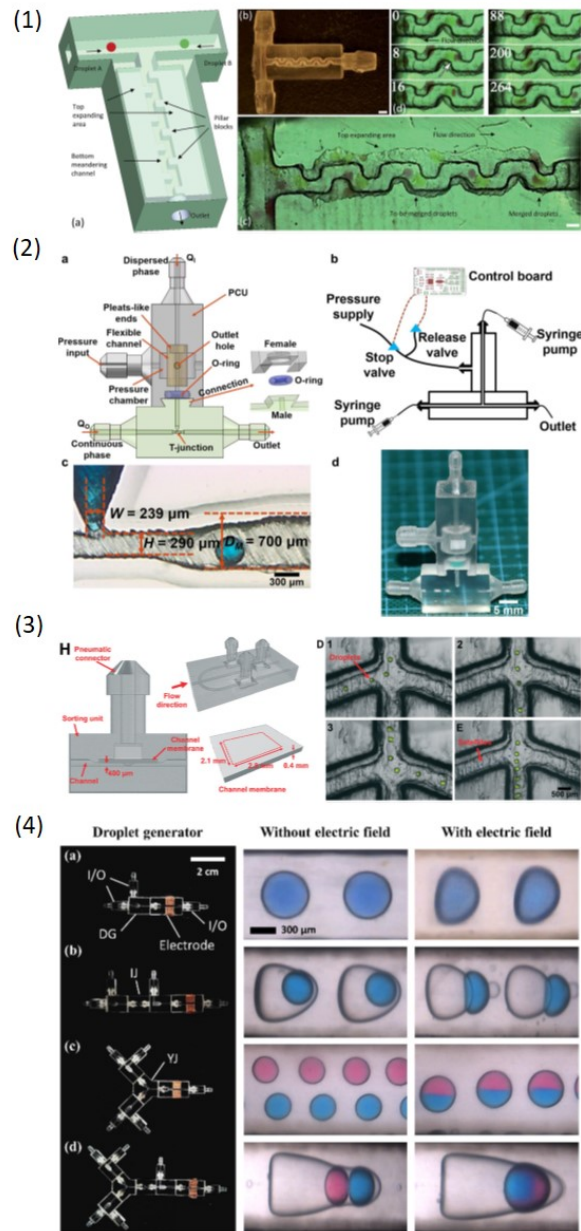 (1)
Droplet A
Droplet B
Top expanding area
Pillar blocks
Bottom meandering channel
Outlet
(a)
(b)
0
8
16
(d)
88
200
264
Top expanding area
Flow direction
To be merged droplets
Merged droplets
(c)
(2)
a
Dispersed phase
Qi
PCU
Pleats-like ends
Flexible channel
Outlet hole
O-ring
Pressure input
Pressure chamber
Connection
Female
O-ring
Male
Continuous phase
T-junction
Outlet
b
Control board
Pressure supply
Release valve
Stop valve
Syringe pump
Syringe pump
Outlet
c
W = 239 µm
H = 290 µm
= 700 µm
300 µm
d
5 mm
(3)
H
Pneumatic connector
Sorting unit
Channel membrane
Channel
400 µm
Flow direction
2.1 mm
6.4 mm
Channel membrane
D
1
Droplets
2
3
E
500 µm
(4)
Droplet generator
Without electric field
With electric field
(a)
2 cm
I/O
I/O
I/O
DG
Electrode
300 µm
(b)
IJ
(c)
YJ
(d)